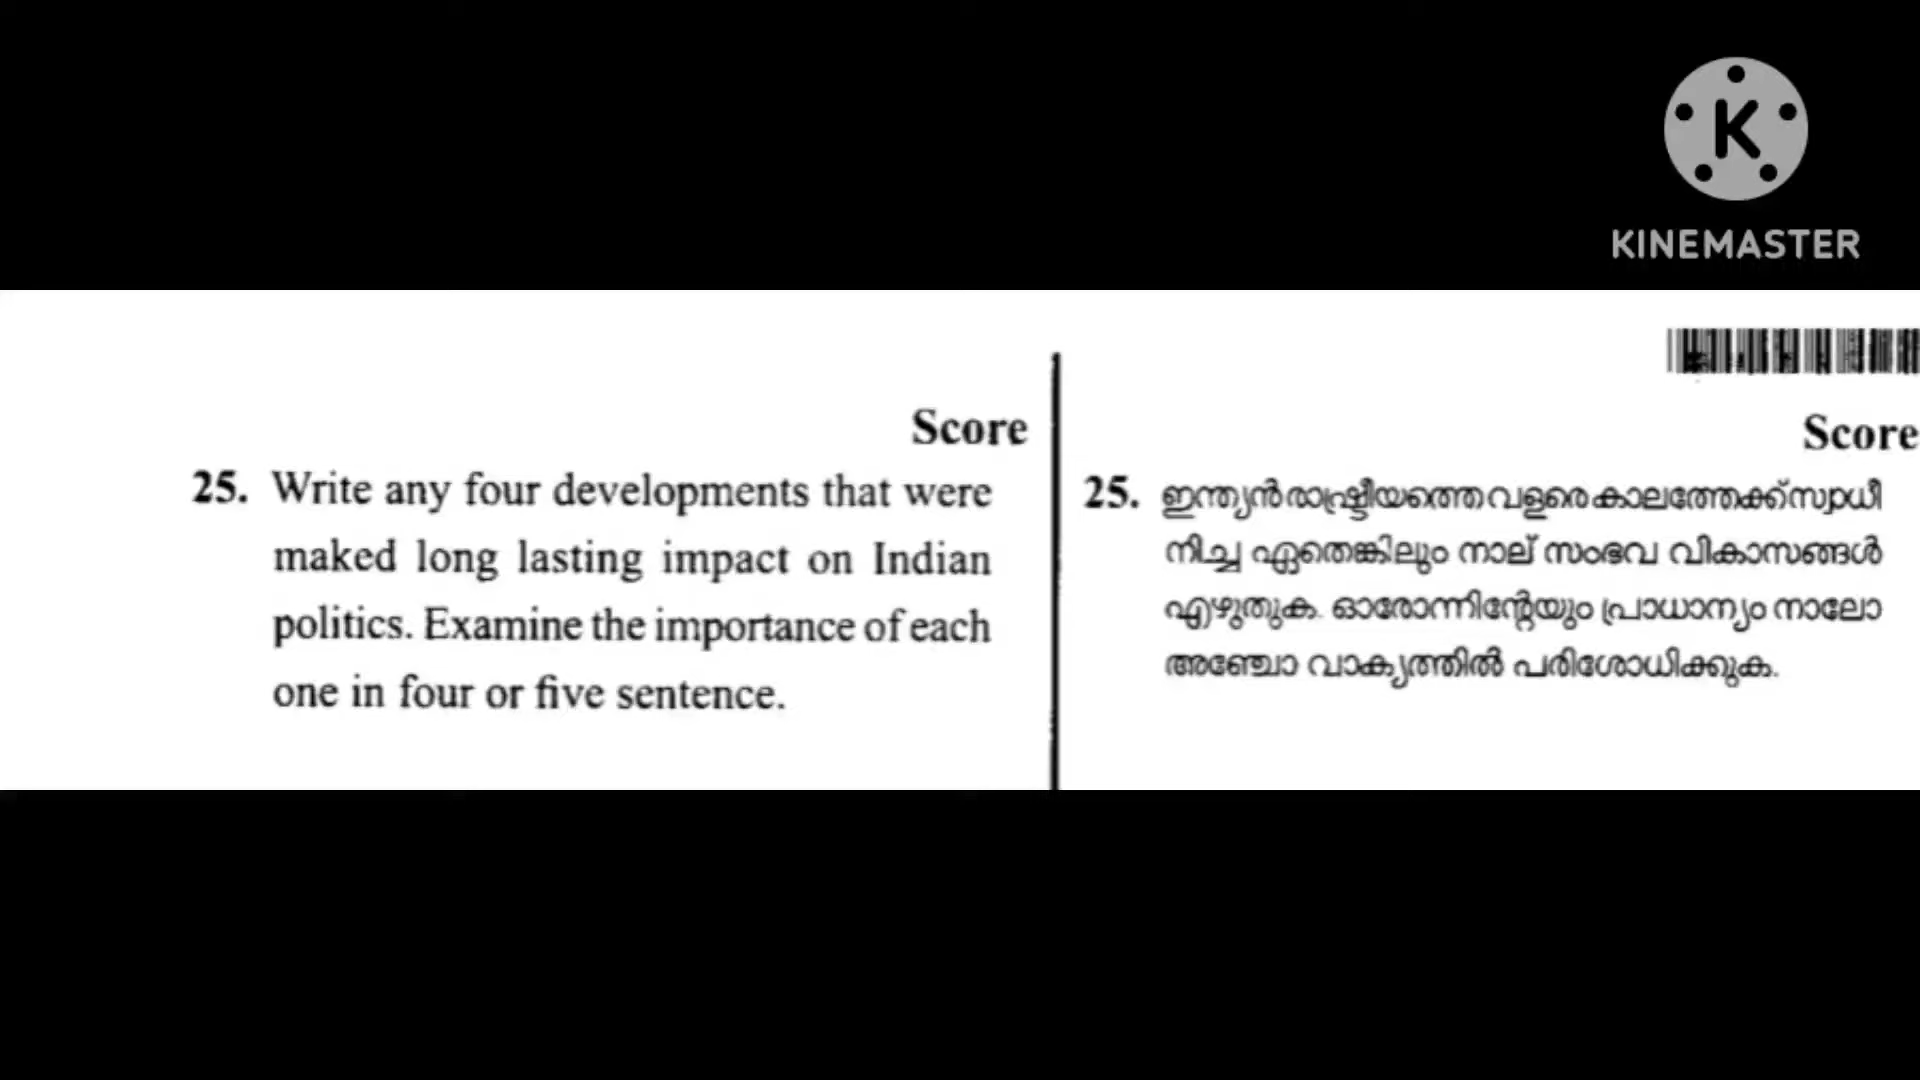 K
KINEMASTER
Score
25. Write any four developments that were
maked long lasting impact on Indian
politics. Examine the importance of each
one in four or five sentence.
Score
25. ഇന്ത്യൻ രാഷ്ട്രീയത്തെ വളരെ കാലത്തേക്ക് സ്വാധീ
നിച്ച ഏതെങ്കിലും നാല് സംഭവ വികാസങ്ങൾ
എഴുതുക. ഓരോന്നിന്റേയും പ്രാധാന്യം നാലോ
അഞ്ചോ വാക്യത്തിൽ പരിശോധിക്കുക.